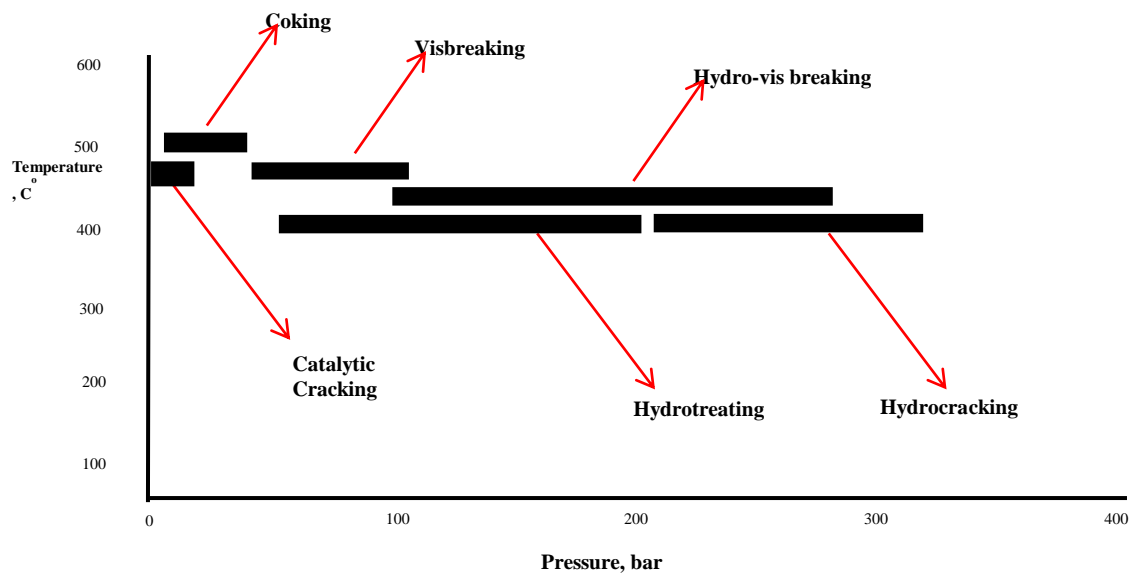 Coking
Visbreaking
600
Hydro-vis breaking
500
Temperature
, C°
400
300
Catalytic
Cracking
200
Hydrotreating
Hydrocracking
100
0
100
200
300
400
Pressure, bar